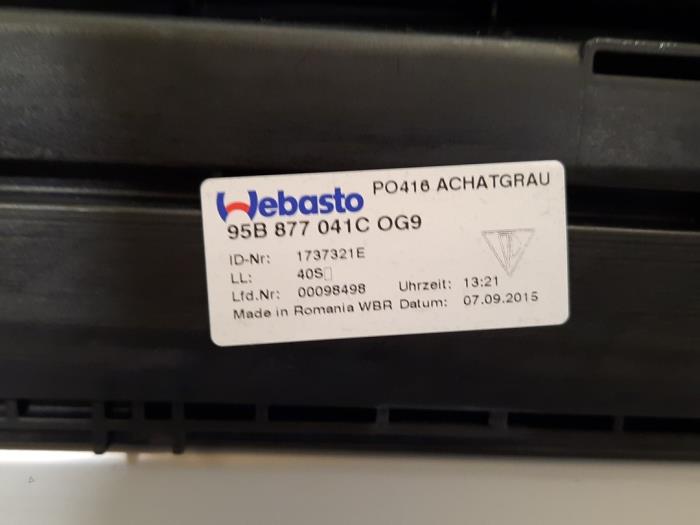 Webasto PO416 ACHATGRAU
95B 877 041C OG9
ID-Nr: 1737321E
LL: 40S
Lfd.Nr: 00098498 Uhrzeit: 13:21
Made in Romania WBR Datum: 07.09.2015